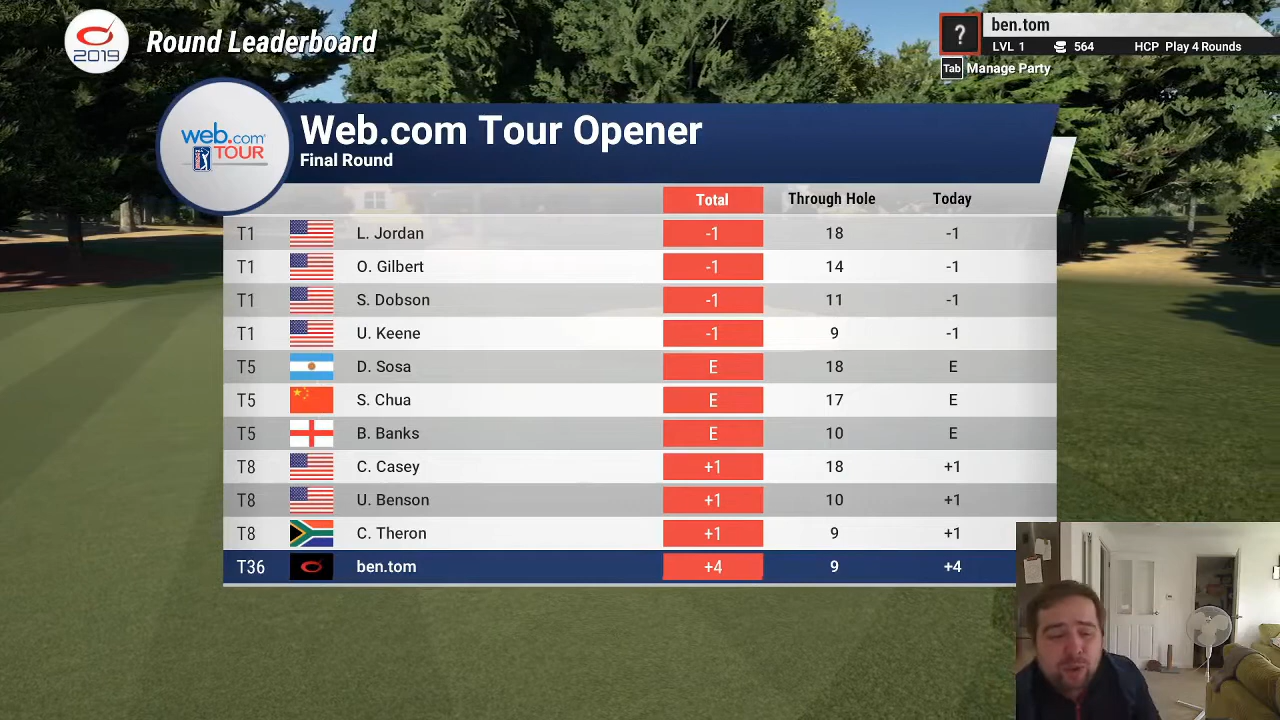 2019
Round Leaderboard
?
ben.tom
LVL 1 564 HCP Play 4 Rounds
Tab Manage Party
web.com
PGA TOUR
TOUR
Web.com Tour Opener
Final Round
Total Through Hole Today
T1 L. Jordan -1 18 -1
T1 O. Gilbert -1 14 -1
T1 S. Dobson -1 11 -1
T1 U. Keene -1 9 -1
T5 D. Sosa E 18 E
T5 S. Chua E 17 E
T5 B. Banks E 10 E
T8 C. Casey +1 18 +1
T8 U. Benson +1 10 +1
T8 C. Theron +1 9 +1
T36 ben.tom +4 9 +4